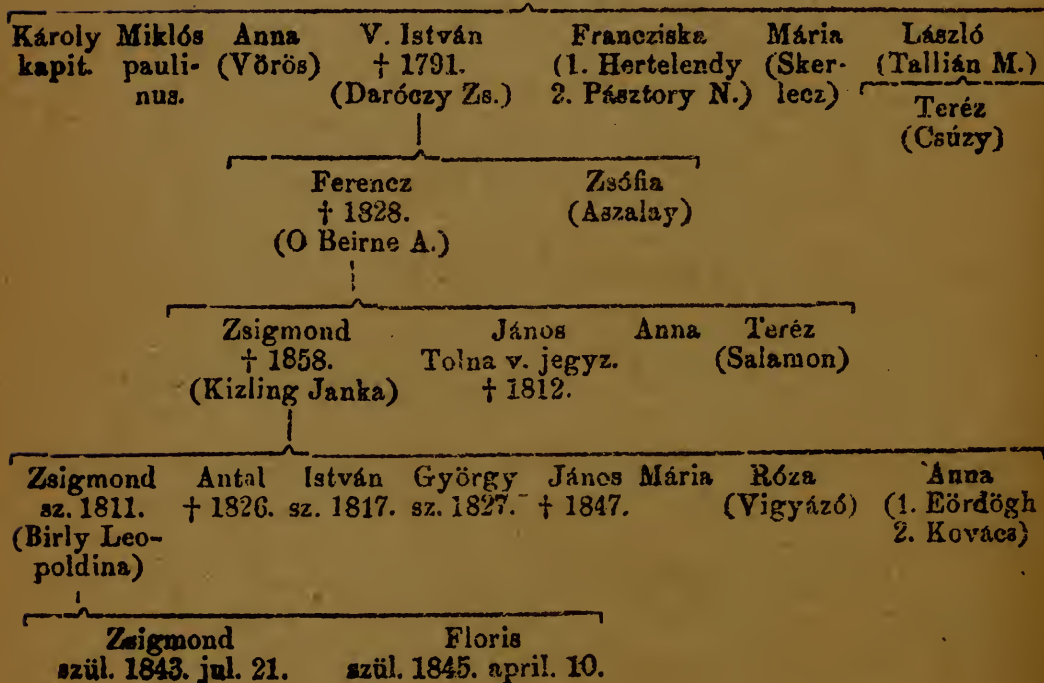 Károly Miklós Anna V. István Francziska Mária László
kapit. pauli- (Vörös) † 1791. (1. Hertelendy (Sker- (Tallián M.)
nus. (Daróczy Zs.) 2. Pásztory N.) lecz) Teréz
(Csúzy)
Ferencz Zsófia
† 1828. (Aszalay)
(O Beirne A.)
Zsigmond János Anna Teréz
† 1858. Tolna v. jegyz. (Salamon)
(Kizling Janka) † 1812.
Zsigmond Antal István György János Mária Róza Anna
sz. 1811. † 1826. sz. 1817. sz. 1827. † 1847. (Vigyázó) (1. Eördögh
(Birly Leo- 2. Kovács)
poldina)
Zsigmond Floris
szül. 1843. jul. 21. szül. 1845. april. 10.